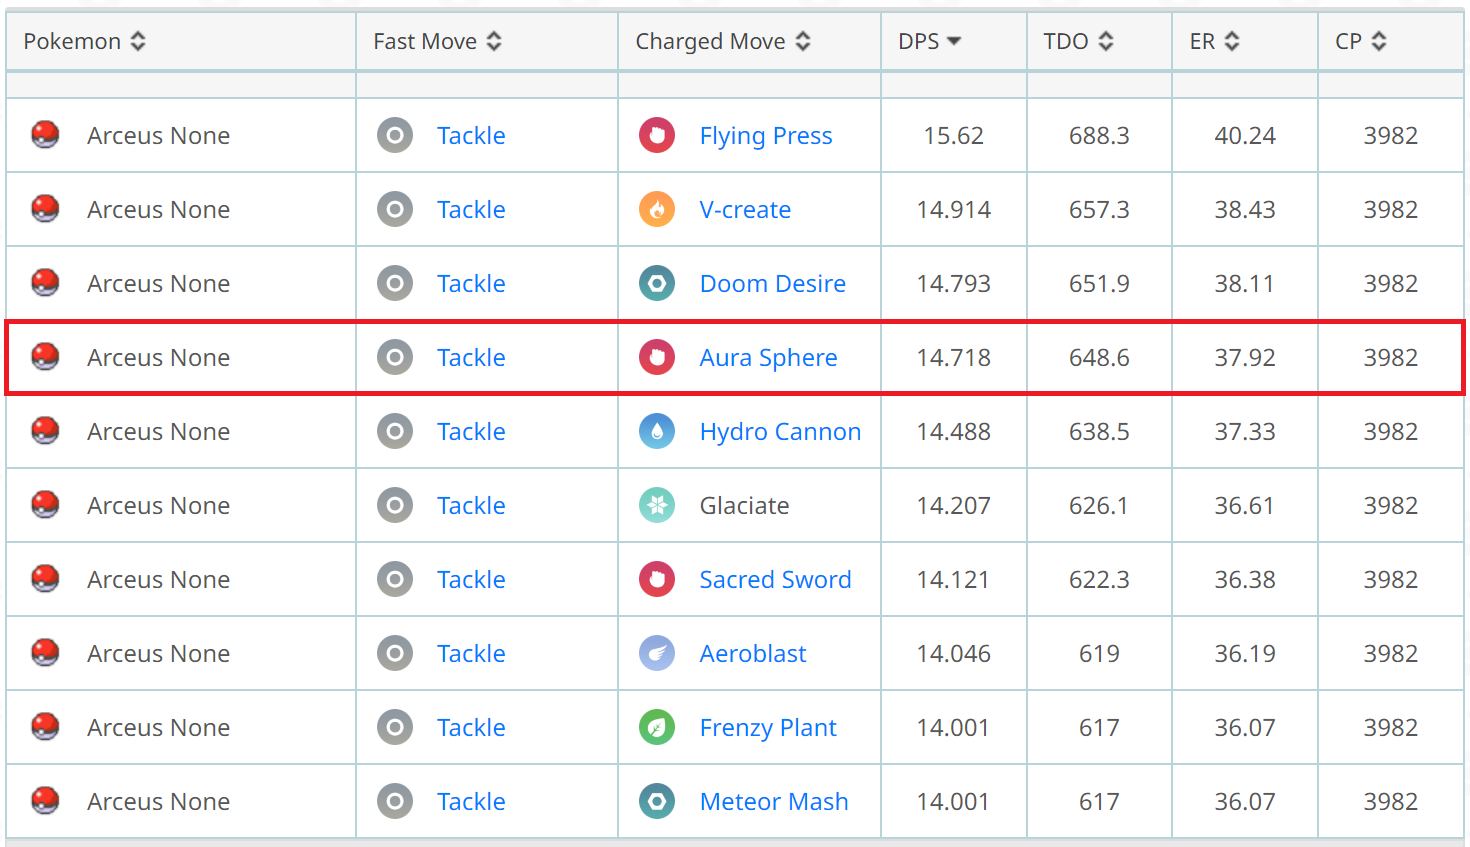 Pokemon Fast Move Charged Move DPS TDO ER CP
Arceus None Tackle Flying Press 15.62 688.3 40.24 3982
Arceus None Tackle V-create 14.914 657.3 38.43 3982
Arceus None Tackle Doom Desire 14.793 651.9 38.11 3982
Arceus None Tackle Aura Sphere 14.718 648.6 37.92 3982
Arceus None Tackle Hydro Cannon 14.488 638.5 37.33 3982
Arceus None Tackle Glaciate 14.207 626.1 36.61 3982
Arceus None Tackle Sacred Sword 14.121 622.3 36.38 3982
Arceus None Tackle Aeroblast 14.046 619 36.19 3982
Arceus None Tackle Frenzy Plant 14.001 617 36.07 3982
Arceus None Tackle Meteor Mash 14.001 617 36.07 3982